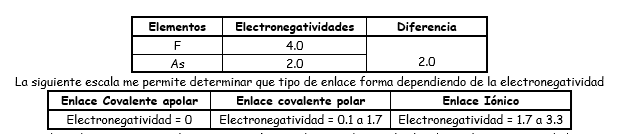 Elementos Electronegatividades Diferencia
F 4.0
2.0
As 2.0
La siguiente escala me permite determinar que tipo de enlace forma dependiendo de la electronegatividad
Enlace Covalente apolar Enlace covalente polar Enlace Iónico
Electronegatividad = 0 Electronegatividad = 0.1 a 1.7 Electronegatividad = 1.7 a 3.3